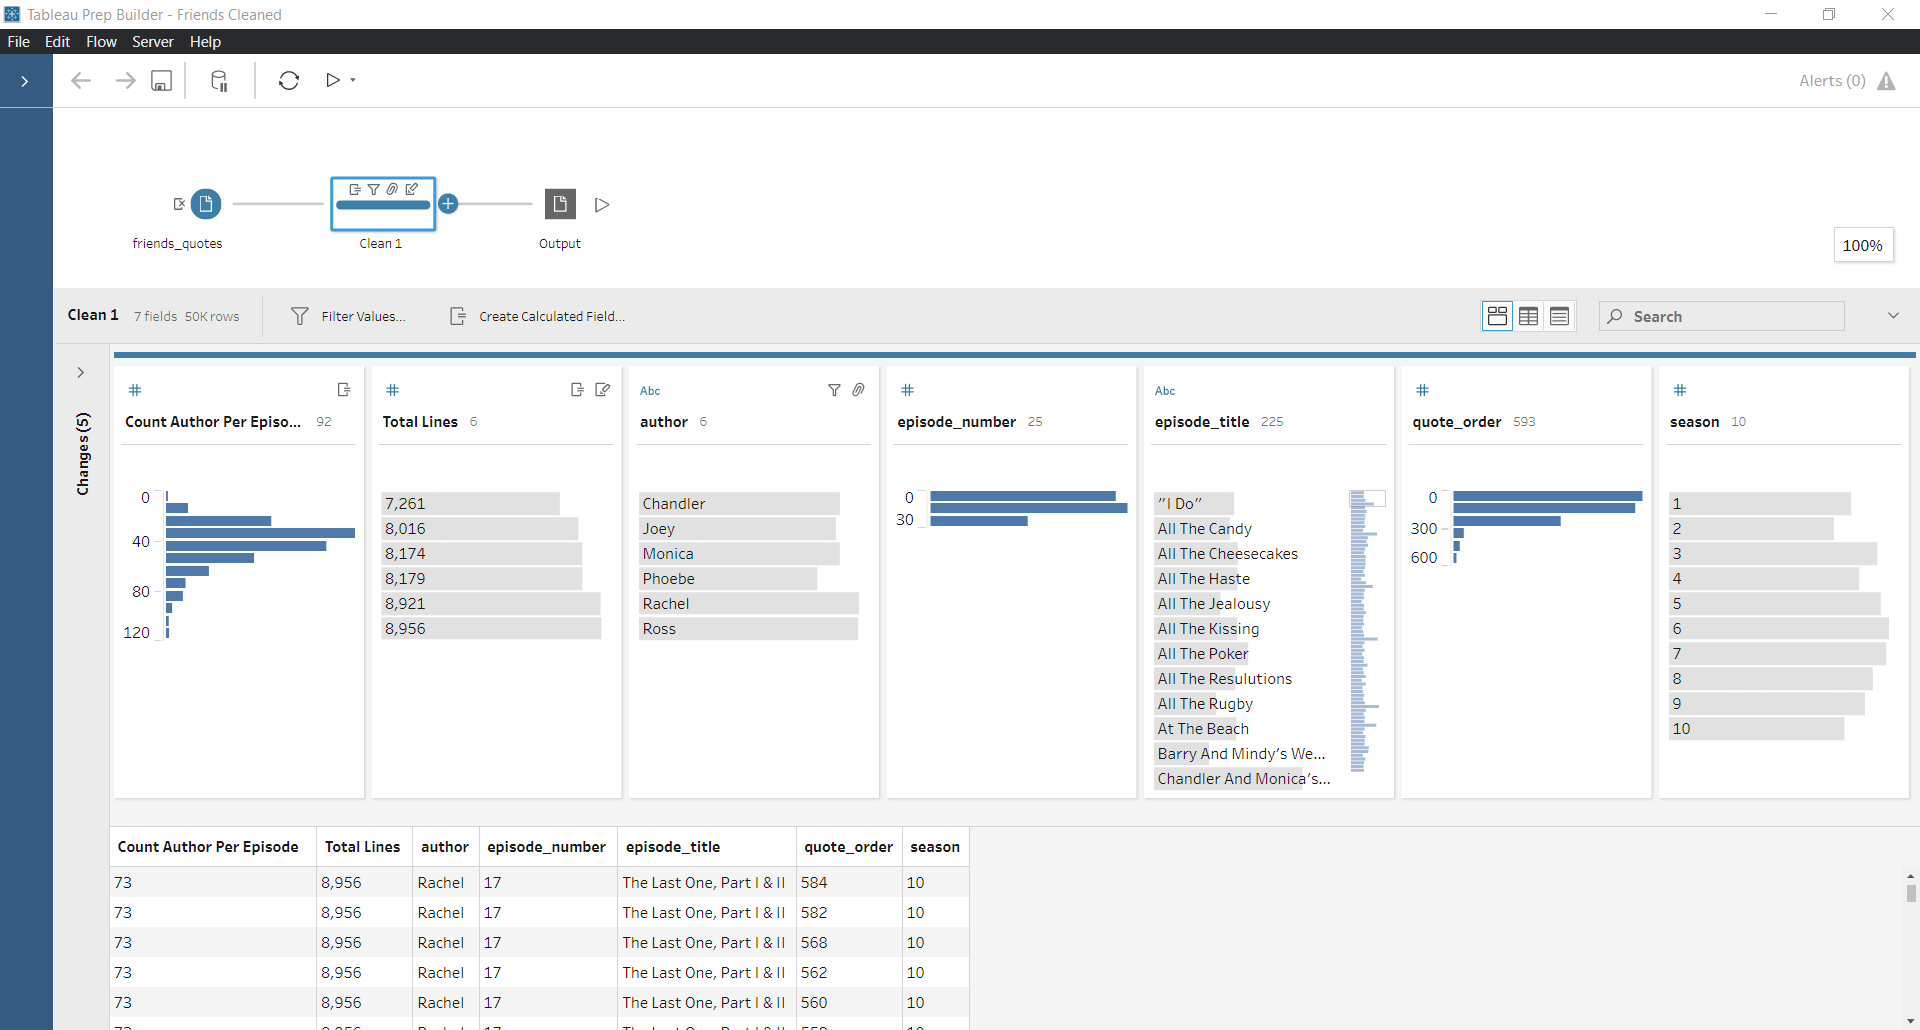 Tableau Prep Builder - Friends Cleaned
File Edit Flow Server Help
Alerts (0)
friends_quotes
Clean 1
Output
100%
Clean 1 7 fields 50K rows Filter Values... Create Calculated Field... Search
Changes (5)
Count Author Per Episo... 92
0
40
80
120
Total Lines 6
7,261
8,016
8,174
8,179
8,921
8,956
Abc
author 6
Chandler
Joey
Monica
Phoebe
Rachel
Ross
episode_number 25
0
30
Abc
episode_title 225
"I Do"
All The Candy
All The Cheesecakes
All The Haste
All The Jealousy
All The Kissing
All The Poker
All The Resulutions
All The Rugby
At The Beach
Barry And Mindy's We...
Chandler And Monica's...
quote_order 593
0
300
600
season 10
1
2
3
4
5
6
7
8
9
10
Count Author Per Episode Total Lines author episode_number episode_title quote_order season
73 8,956 Rachel 17 The Last One, Part I & II 584 10
73 8,956 Rachel 17 The Last One, Part I & II 582 10
73 8,956 Rachel 17 The Last One, Part I & II 568 10
73 8,956 Rachel 17 The Last One, Part I & II 562 10
73 8,956 Rachel 17 The Last One, Part I & II 560 10